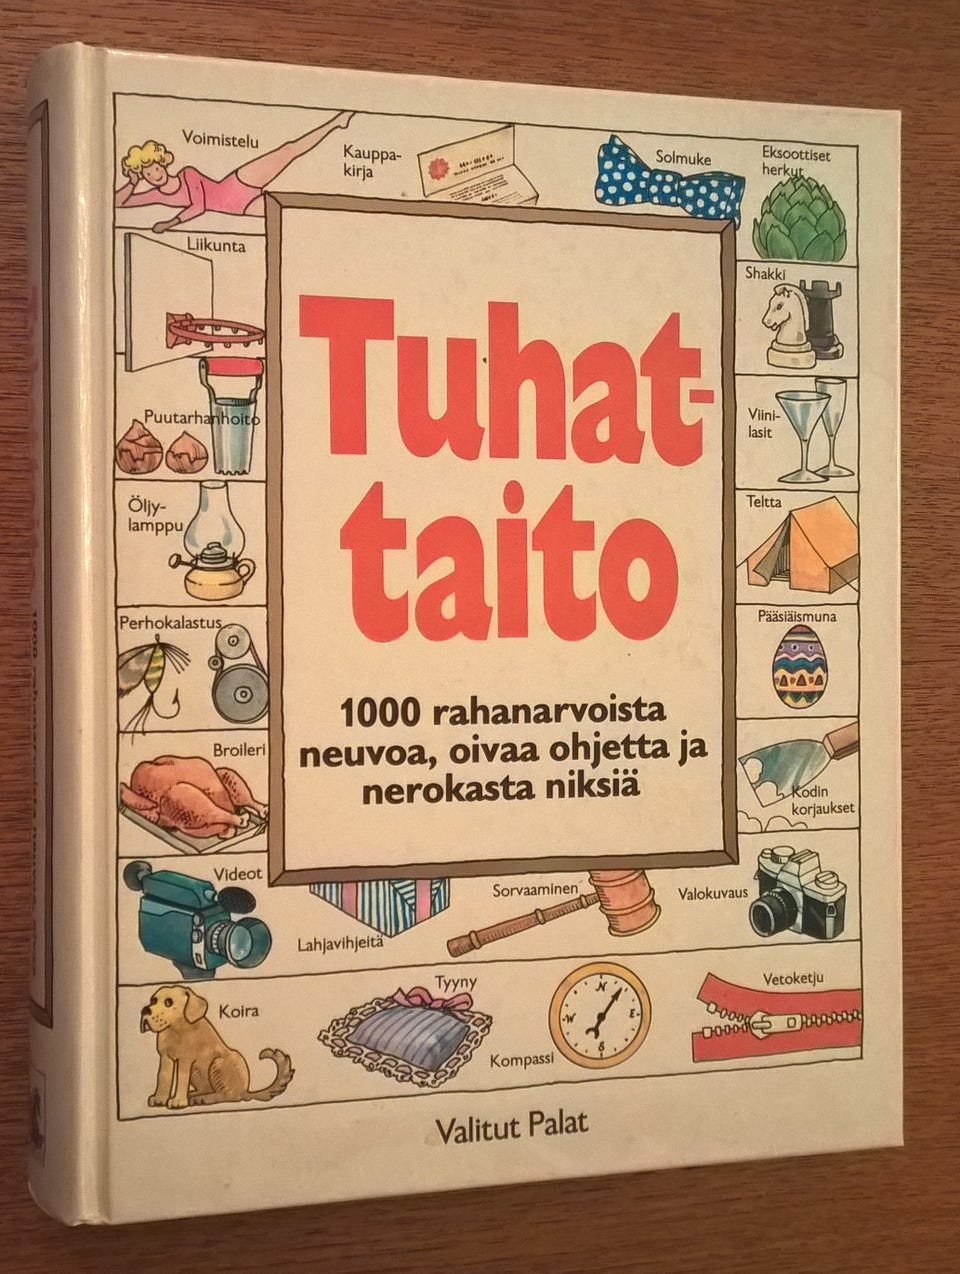 Voimistelu
Kauppa-
kirja
Solmuke
Eksoottiset
herkut
Liikunta
Shakki
Tuhat-
taito
Puutarhanhoito
Viini-
lasit
Öljy-
lamppu
Teltta
Perhokalastus
Pääsiäismuna
1000 rahanarvoista
neuvoa, oivaa ohjetta ja
nerokasta niksiä
Broileri
Kodin
korjaukset
Videot
Lahjavihjeitä
Sorvaaminen
Valokuvaus
Koira
Tyyny
Kompassi
N
W
E
S
Vetoketju
Valitut Palat